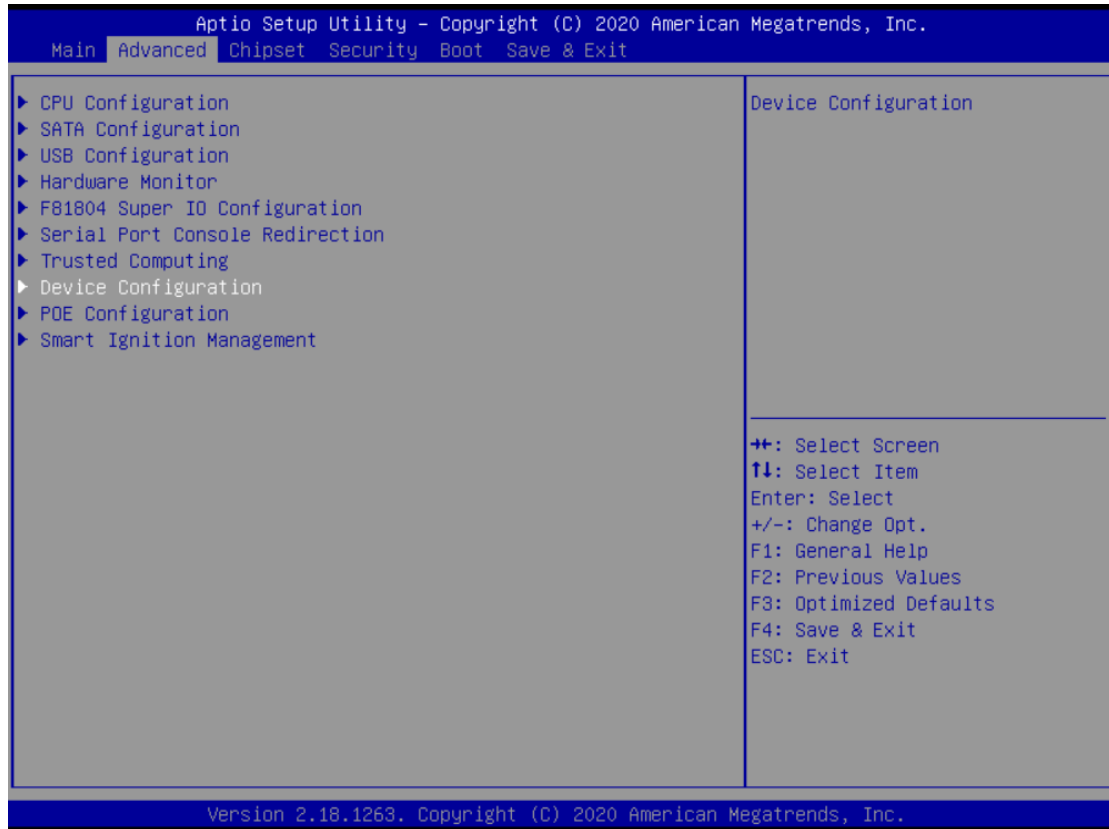 Aptio Setup Utility – Copyright (C) 2020 American Megatrends, Inc.
Main Advanced Chipset Security Boot Save & Exit
▶ CPU Configuration
▶ SATA Configuration
▶ USB Configuration
▶ Hardware Monitor
▶ F81804 Super IO Configuration
▶ Serial Port Console Redirection
▶ Trusted Computing
▶ Device Configuration
▶ POE Configuration
▶ Smart Ignition Management
Device Configuration
→←: Select Screen
↑↓: Select Item
Enter: Select
+/-: Change Opt.
F1: General Help
F2: Previous Values
F3: Optimized Defaults
F4: Save & Exit
ESC: Exit
Version 2.18.1263. Copyright (C) 2020 American Megatrends, Inc.